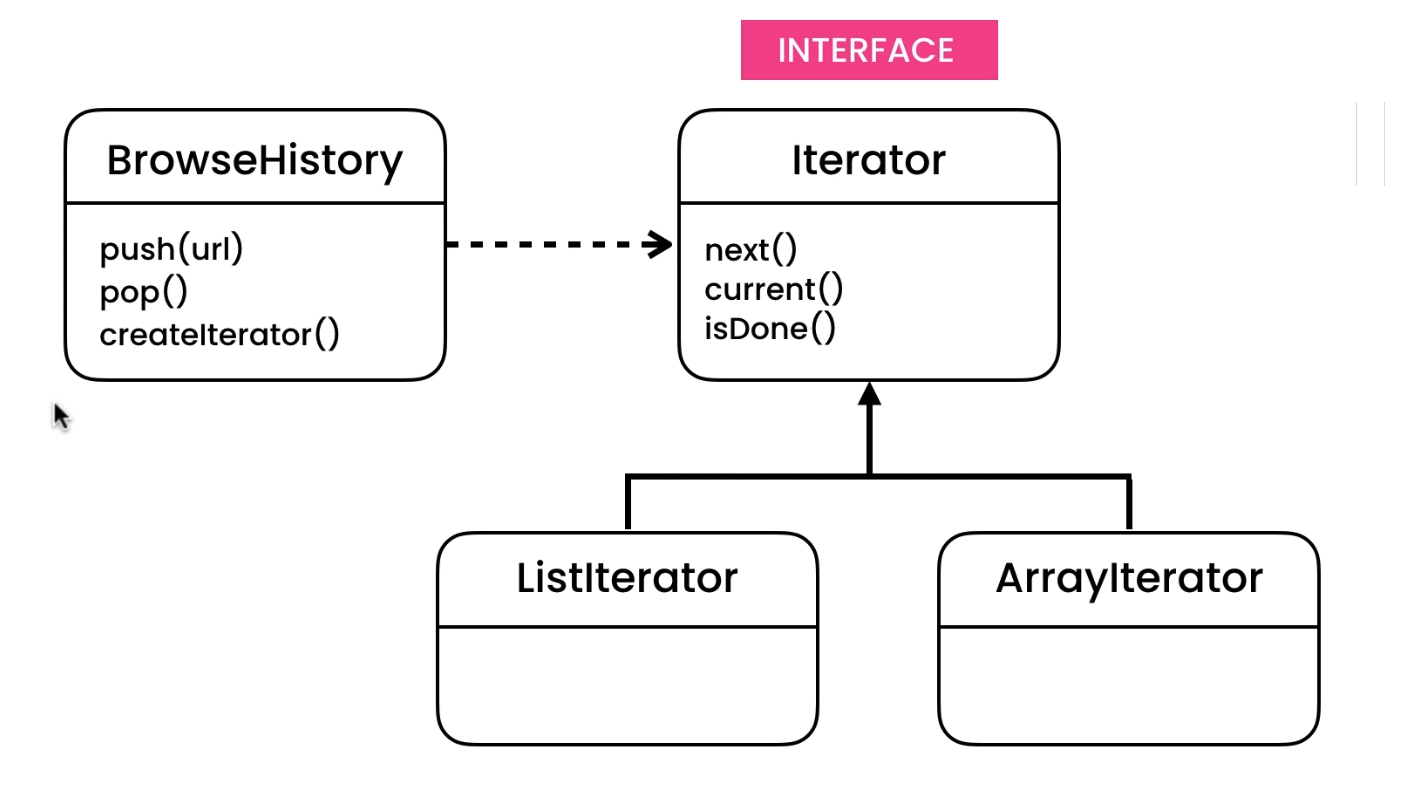 INTERFACE
BrowseHistory
push(url)
pop()
createIterator()
Iterator
next()
current()
isDone()
ListIterator
ArrayIterator